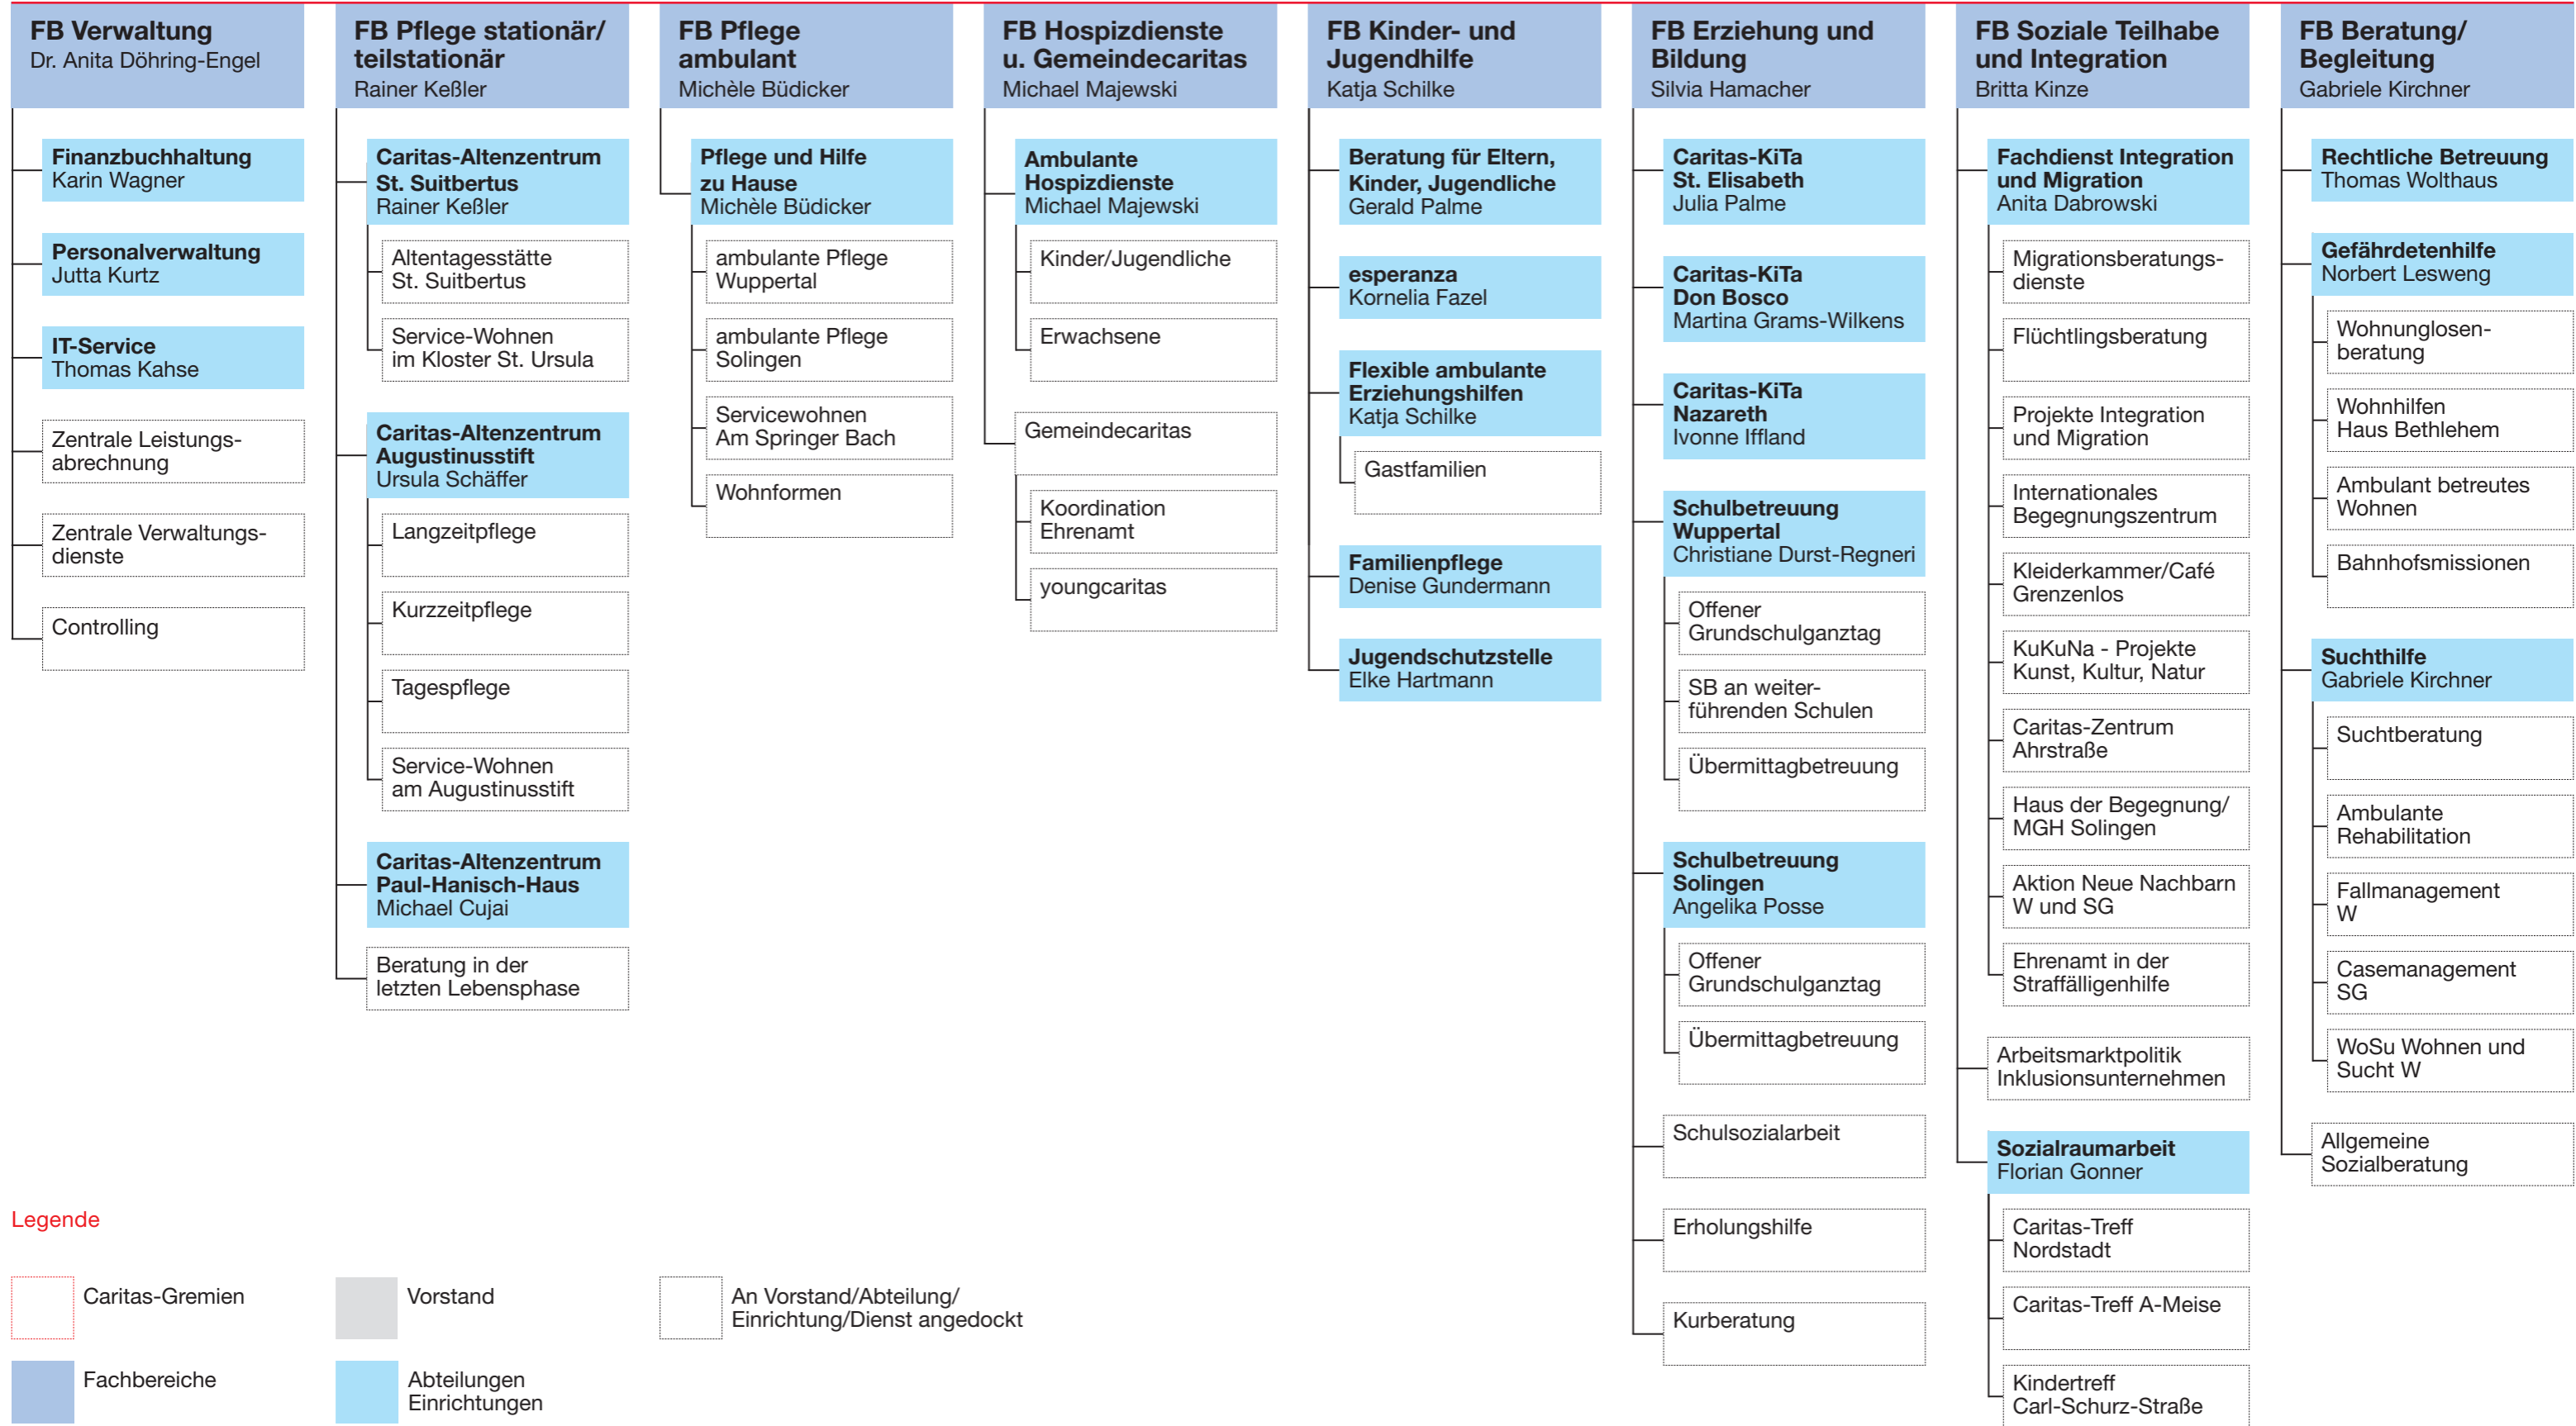 FB Verwaltung
Dr. Anita Döhring-Engel
Finanzbuchhaltung
Karin Wagner
Personalverwaltung
Jutta Kurtz
IT-Service
Thomas Kahse
Zentrale Leistungs-
abrechnung
Zentrale Verwaltungs-
dienste
Controlling
FB Pflege stationär/
teilstationär
Rainer Keßler
Caritas-Altenzentrum
St. Suitbertus
Rainer Keßler
Altentagesstätte
St. Suitbertus
Service-Wohnen
im Kloster St. Ursula
Caritas-Altenzentrum
Augustinusstift
Ursula Schäffer
Langzeitpflege
Kurzzeitpflege
Tagespflege
Service-Wohnen
am Augustinusstift
Caritas-Altenzentrum
Paul-Hanisch-Haus
Michael Cujai
Beratung in der
letzten Lebensphase
FB Pflege
ambulant
Michèle Büdicker
Pflege und Hilfe
zu Hause
Michèle Büdicker
ambulante Pflege
Wuppertal
ambulante Pflege
Solingen
Servicewohnen
Am Springer Bach
Wohnformen
FB Hospizdienste
u. Gemeindecaritas
Michael Majewski
Ambulante
Hospizdienste
Michael Majewski
Kinder/Jugendliche
Erwachsene
Gemeindecaritas
Koordination
Ehrenamt
youngcaritas
FB Kinder- und
Jugendhilfe
Katja Schilke
Beratung für Eltern,
Kinder, Jugendliche
Gerald Palme
esperanza
Kornelia Fazel
Flexible ambulante
Erziehungshilfen
Katja Schilke
Gastfamilien
Familienpflege
Denise Gundermann
Jugendschutzstelle
Elke Hartmann
FB Erziehung und
Bildung
Silvia Hamacher
Caritas-KiTa
St. Elisabeth
Julia Palme
Caritas-KiTa
Don Bosco
Martina Grams-Wilkens
Caritas-KiTa
Nazareth
Ivonne Iffland
Schulbetreuung
Wuppertal
Christiane Durst-Regneri
Offener
Grundschulganztag
SB an weiter-
führenden Schulen
Übermittagbetreuung
Schulbetreuung
Solingen
Angelika Posse
Offener
Grundschulganztag
Übermittagbetreuung
Schulsozialarbeit
Erholungshilfe
Kurberatung
FB Soziale Teilhabe
und Integration
Britta Kinze
Fachdienst Integration
und Migration
Anita Dabrowski
Migrationsberatungs-
dienste
Flüchtlingsberatung
Projekte Integration
und Migration
Internationales
Begegnungszentrum
Kleiderkammer/Café
Grenzenlos
KuKuNa - Projekte
Kunst, Kultur, Natur
Caritas-Zentrum
Ahrstraße
Haus der Begegnung/
MGH Solingen
Aktion Neue Nachbarn
W und SG
Ehrenamt in der
Straffälligenhilfe
Arbeitsmarktpolitik
Inklusionsunternehmen
Sozialraumarbeit
Florian Gonner
Caritas-Treff
Nordstadt
Caritas-Treff A-Meise
Kindertreff
Carl-Schurz-Straße
FB Beratung/
Begleitung
Gabriele Kirchner
Rechtliche Betreuung
Thomas Wolthaus
Gefährdetenhilfe
Norbert Lesweng
Wohnunglosen-
beratung
Wohnhilfen
Haus Bethlehem
Ambulant betreutes
Wohnen
Bahnhofsmissionen
Suchthilfe
Gabriele Kirchner
Suchtberatung
Ambulante
Rehabilitation
Fallmanagement
W
Casemanagement
SG
WoSu Wohnen und
Sucht W
Allgemeine
Sozialberatung
Legende
Caritas-Gremien
Vorstand
An Vorstand/Abteilung/
Einrichtung/Dienst angedockt
Fachbereiche
Abteilungen
Einrichtungen